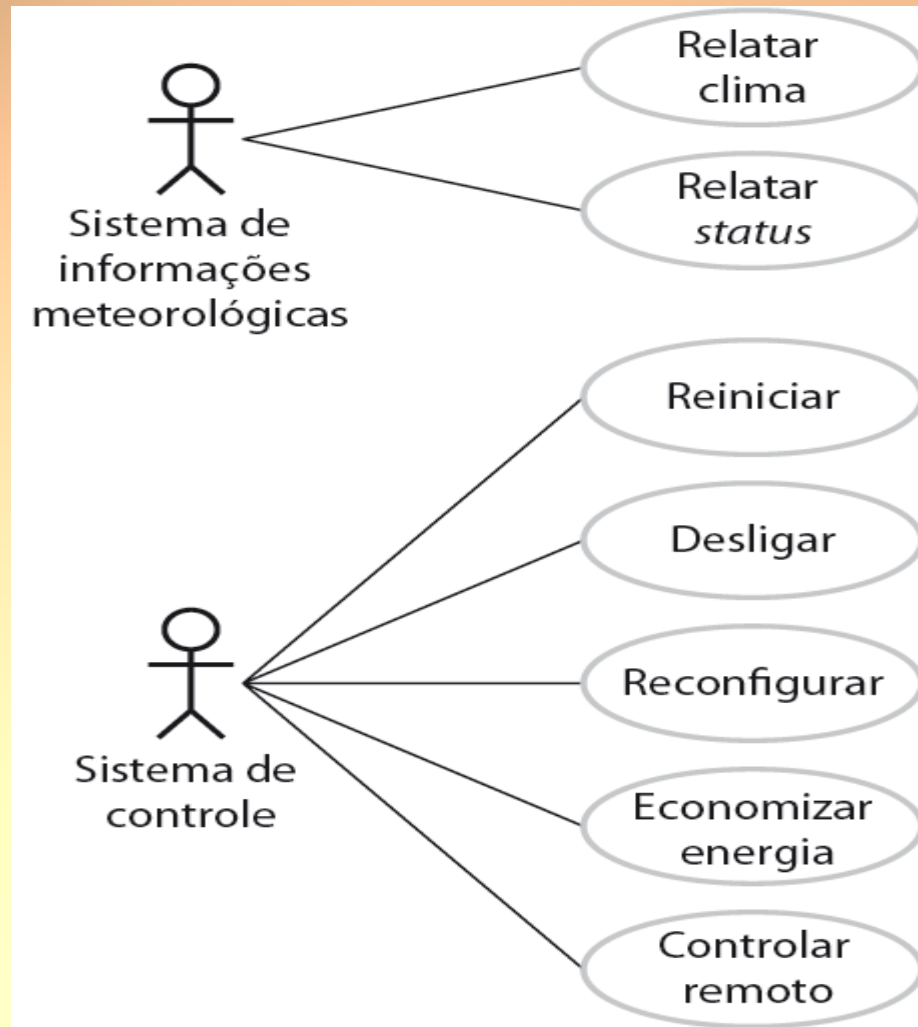 Relatar
clima
Relatar
status
Sistema de
informações
meteorológicas
Reiniciar
Desligar
Reconfigurar
Sistema de
controle
Economizar
energia
Controlar
remoto